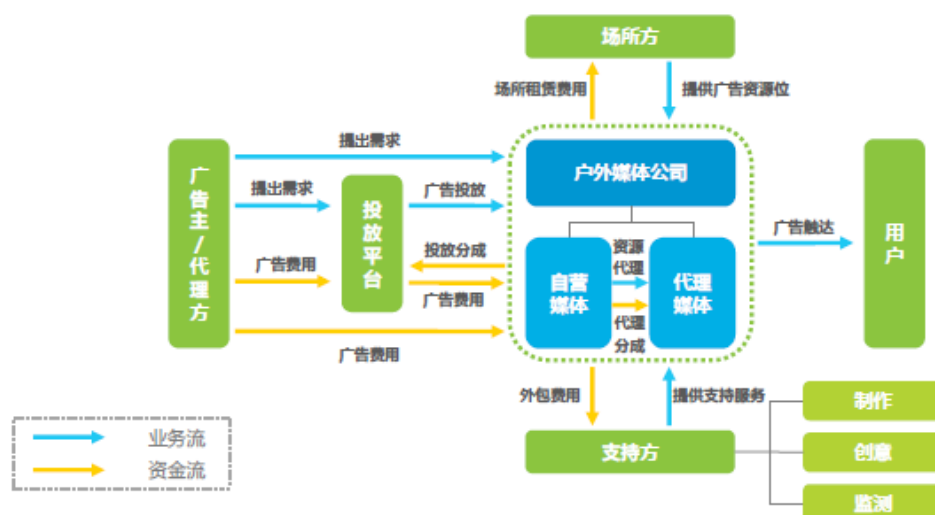 场所方
场所租赁费用
提供广告资源位
提出需求
广告主/代理方
提出需求
投放平台
广告投放
投放分成
广告费用
广告费用
广告费用
户外媒体公司
自营
媒体
资源
代理
代理
分成
代理
媒体
广告触达
用户
外包费用
提供支持服务
支持方
制作
创意
监测
业务流
资金流